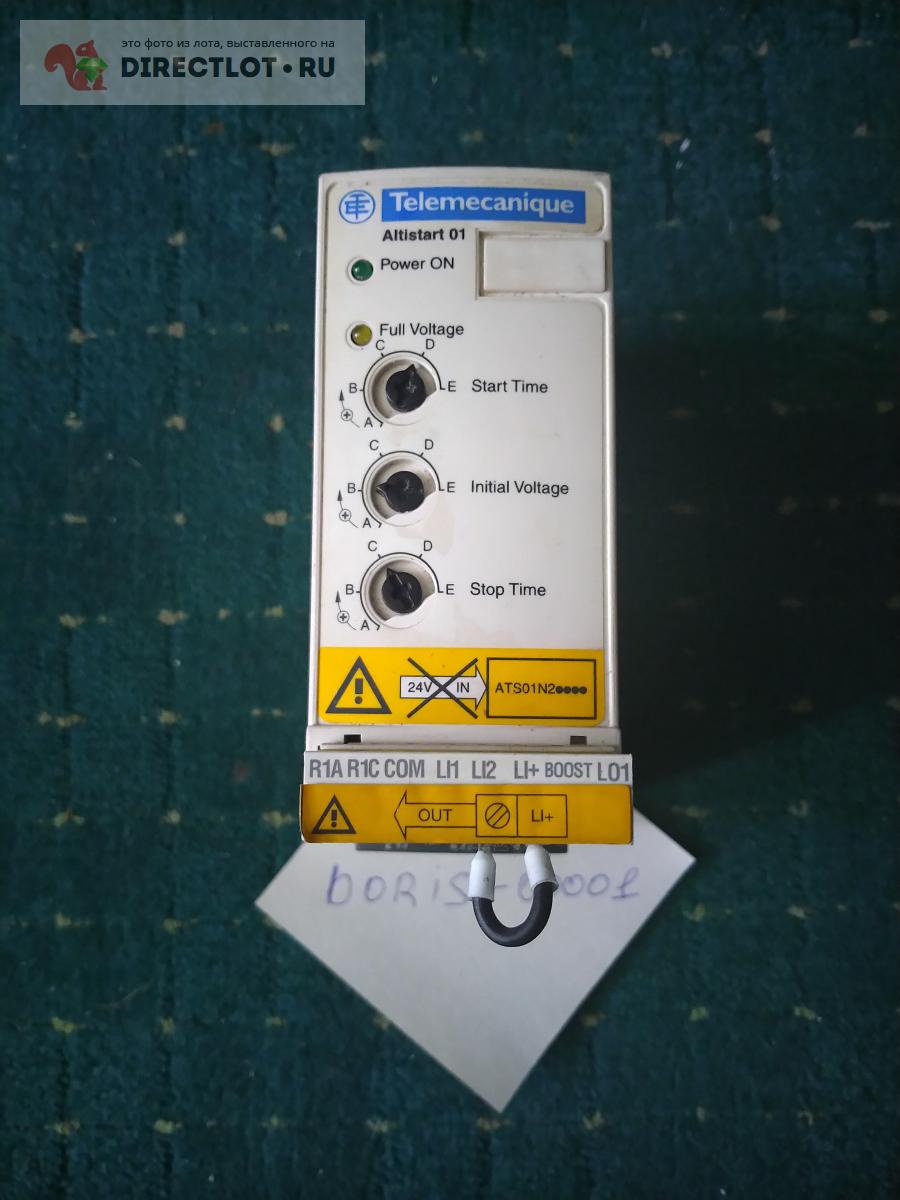 это фото из лота, выставленного на
DIRECTLOT.RU
Telemecanique
Altistart 01
Power ON
Full Voltage
C D
B E Start Time
A
C D
B E Initial Voltage
A
C D
B E Stop Time
A
24V IN ATS01N2●●●●
R1A R1C COM LI1 LI2 LI+ BOOST LO1
OUT LI+